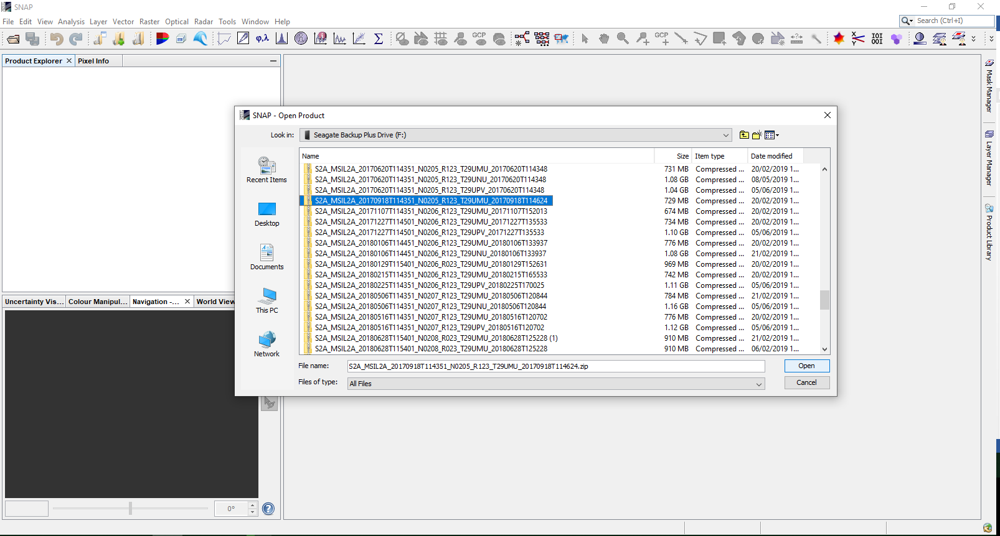 SNAP
File Edit View Analysis Layer Vector Raster Optical Radar Tools Window Help
Search (Ctrl+I)
φ,λ Σ GCP GCP + X Y IOI OOI
Product Explorer Pixel Info
Mask Manager
Layer Manager
Product Library
SNAP - Open Product
Look in: Seagate Backup Plus Drive (F:)
Recent Items
Desktop
Documents
This PC
Network
Name Size Item type Date modified
S2A_MSIL2A_20170620T114351_N0205_R123_T29UMU_20170620T114348 731 MB Compressed ... 20/02/2019 1...
S2A_MSIL2A_20170620T114351_N0205_R123_T29UNU_20170620T114348 1.08 GB Compressed ... 08/05/2019 1...
S2A_MSIL2A_20170620T114351_N0205_R123_T29UPV_20170620T114348 1.04 GB Compressed ... 05/06/2019 1...
S2A_MSIL2A_20170918T114351_N0205_R123_T29UMU_20170918T114624 729 MB Compressed ... 20/02/2019 1...
S2A_MSIL2A_20171107T114351_N0206_R123_T29UMU_20171107T152013 674 MB Compressed ... 20/02/2019 1...
S2A_MSIL2A_20171227T114501_N0206_R123_T29UMU_20171227T135533 734 MB Compressed ... 20/02/2019 1...
S2A_MSIL2A_20171227T114501_N0206_R123_T29UPV_20171227T135533 1.10 GB Compressed ... 05/06/2019 1...
S2A_MSIL2A_20180106T114451_N0206_R123_T29UMU_20180106T133937 776 MB Compressed ... 20/02/2019 1...
S2A_MSIL2A_20180106T114451_N0206_R123_T29UNU_20180106T133937 1.08 GB Compressed ... 21/02/2019 1...
S2A_MSIL2A_20180129T115401_N0206_R023_T29UMU_20180129T152631 969 MB Compressed ... 20/02/2019 1...
S2A_MSIL2A_20180215T114351_N0206_R123_T29UMU_20180215T165533 742 MB Compressed ... 20/02/2019 1...
S2A_MSIL2A_20180225T114351_N0206_R123_T29UPV_20180225T170025 1.11 GB Compressed ... 05/06/2019 1...
S2A_MSIL2A_20180506T114351_N0207_R123_T29UMU_20180506T120844 784 MB Compressed ... 21/02/2019 1...
S2A_MSIL2A_20180506T114351_N0207_R123_T29UNU_20180506T120844 1.16 GB Compressed ... 05/06/2019 1...
S2A_MSIL2A_20180516T114351_N0207_R123_T29UMU_20180516T120702 776 MB Compressed ... 20/02/2019 1...
S2A_MSIL2A_20180516T114351_N0207_R123_T29UPV_20180516T120702 1.12 GB Compressed ... 05/06/2019 1...
S2A_MSIL2A_20180628T115401_N0208_R023_T29UMU_20180628T125228 (1) 910 MB Compressed ... 21/02/2019 1...
S2A_MSIL2A_20180628T115401_N0208_R023_T29UMU_20180628T125228 910 MB Compressed ... 06/02/2019 1...
File name: S2A_MSIL2A_20170918T114351_N0205_R123_T29UMU_20170918T114624.zip Open
Files of type: All Files Cancel
Uncertainty Vis... Colour Manipul... Navigation -... World View
0°